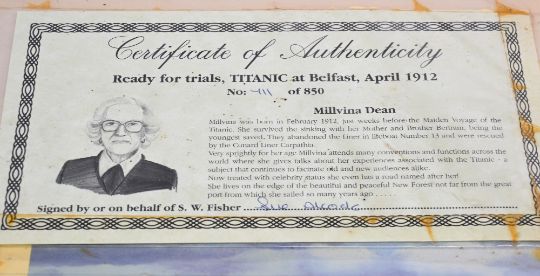 Certificate of Authenticity
Ready for trials, TITANIC at Belfast, April 1912
No: 411 of 850
Millvina Dean
Millvina was born in February 1912, just weeks before the Maiden Voyage of the
Titanic. She survived the sinking with her Mother and Brother Bertram, being the
youngest saved. They abandoned the Liner in lifeboat Number 13 and were rescued
by the Cunard Liner Carpathia.
Very sprightly for her age Millvina attends many conventions and functions across the
world where she gives talks about her experiences associated with the Titanic - a
subject that continues to facinate old and new audiences alike.
Now treated with celebrity status she even has a road named after her!
She lives on the edge of the beautiful and peaceful New Forest not far from the great
port from which she sailed so many years ago . . . .
Signed by or on behalf of S. W. Fisher